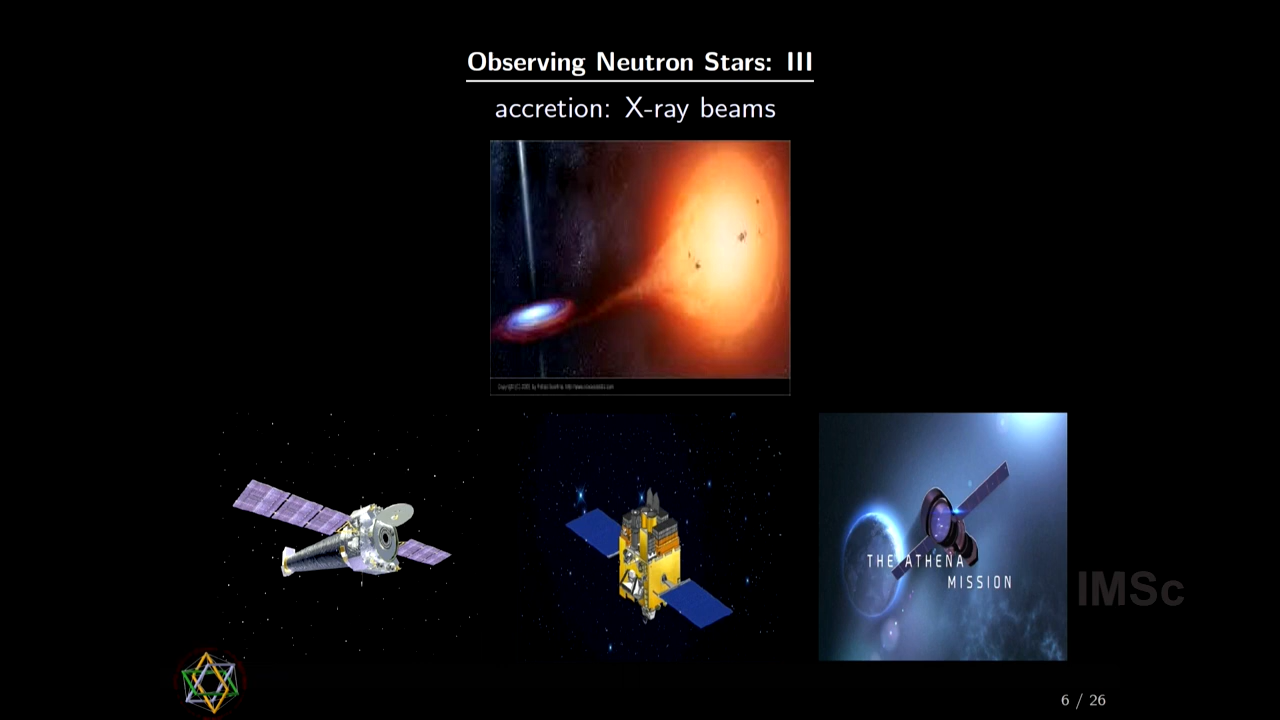 Observing Neutron Stars: III
accretion: X-ray beams
THE ATHENA
MISSION
IMSc
6 / 26